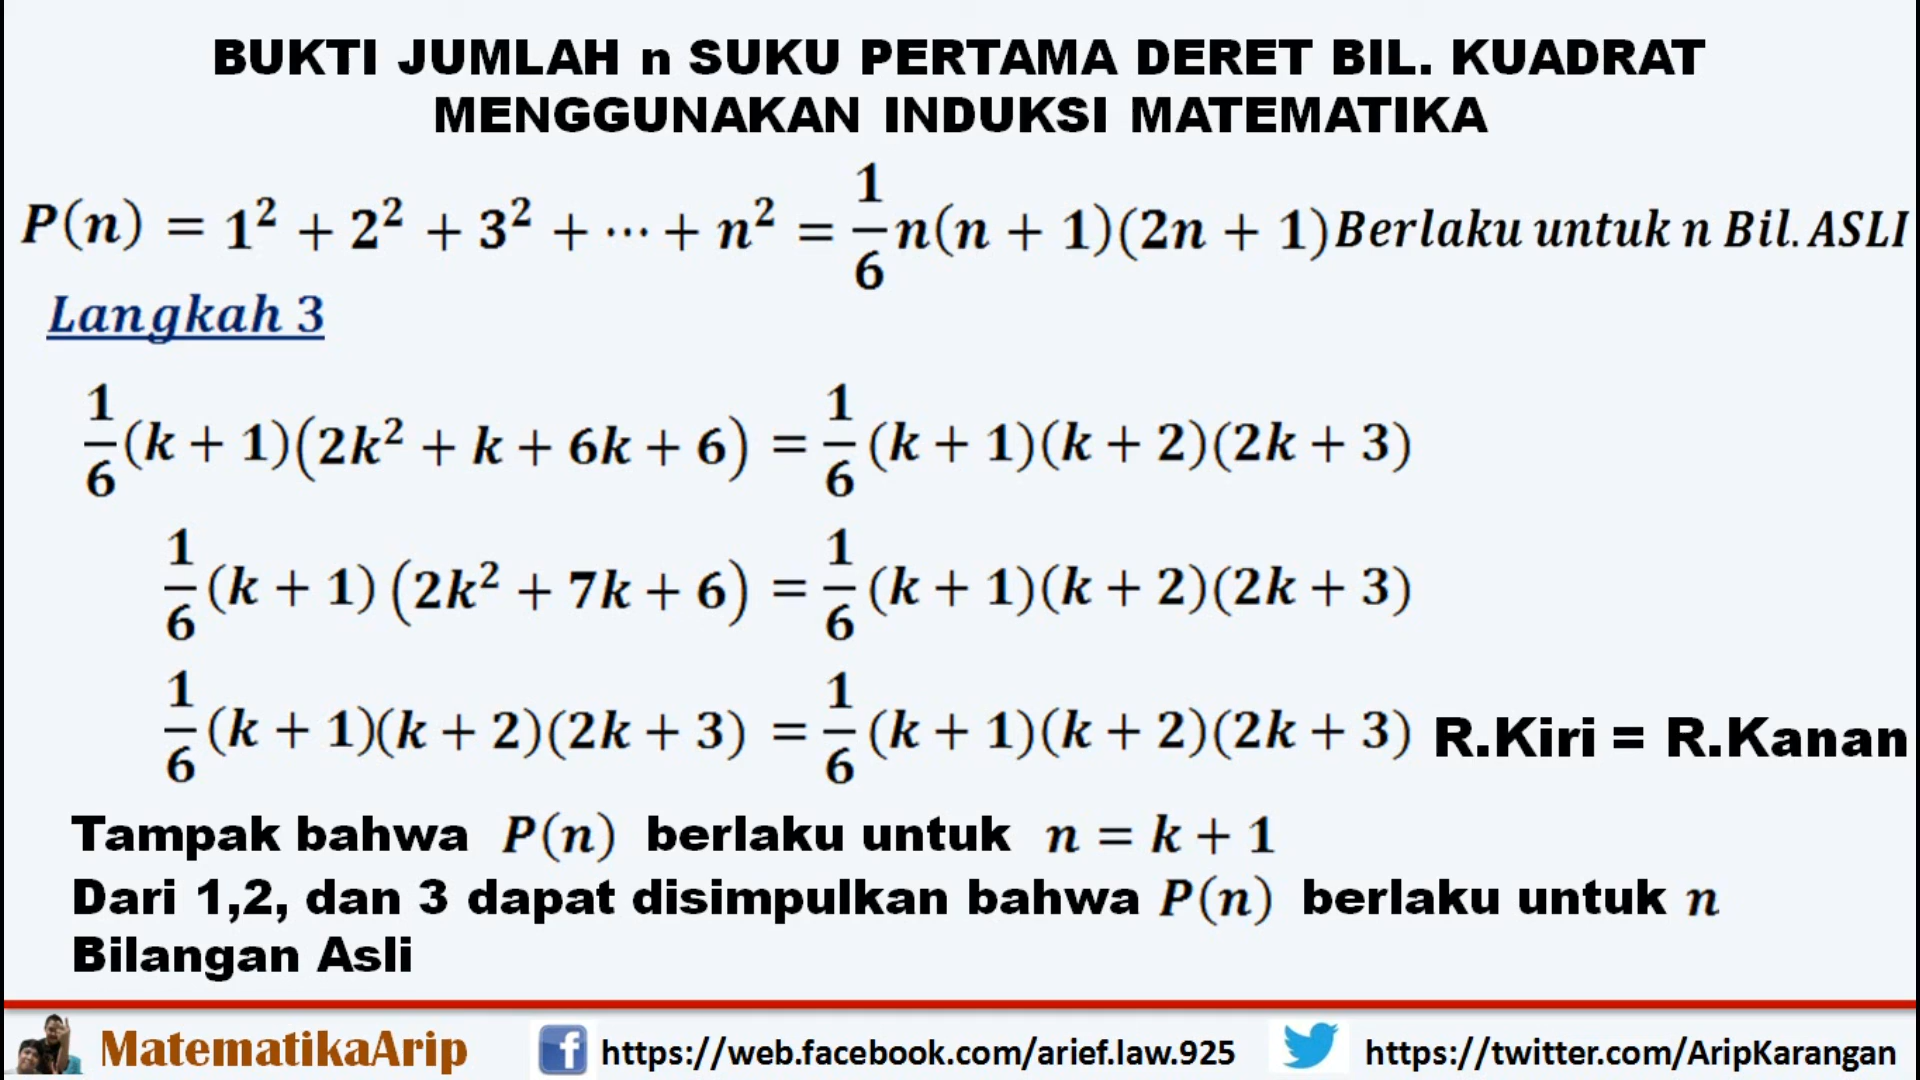 BUKTI JUMLAH n SUKU PERTAMA DERET BIL. KUADRAT
MENGGUNAKAN INDUKSI MATEMATIKA
P(n) = 1² + 2² + 3² + ⋯ + n² = 1/6 n(n + 1)(2n + 1) Berlaku untuk n Bil. ASLI
Langkah 3
1/6 (k + 1)(2k² + k + 6k + 6) = 1/6 (k + 1)(k + 2)(2k + 3)
1/6 (k + 1) (2k² + 7k + 6) = 1/6 (k + 1)(k + 2)(2k + 3)
1/6 (k + 1)(k + 2)(2k + 3) = 1/6 (k + 1)(k + 2)(2k + 3) R.Kiri = R.Kanan
Tampak bahwa P(n) berlaku untuk n = k + 1
Dari 1,2, dan 3 dapat disimpulkan bahwa P(n) berlaku untuk n
Bilangan Asli
MatematikaArip f https://web.facebook.com/arief.law.925 https://twitter.com/AripKarangan